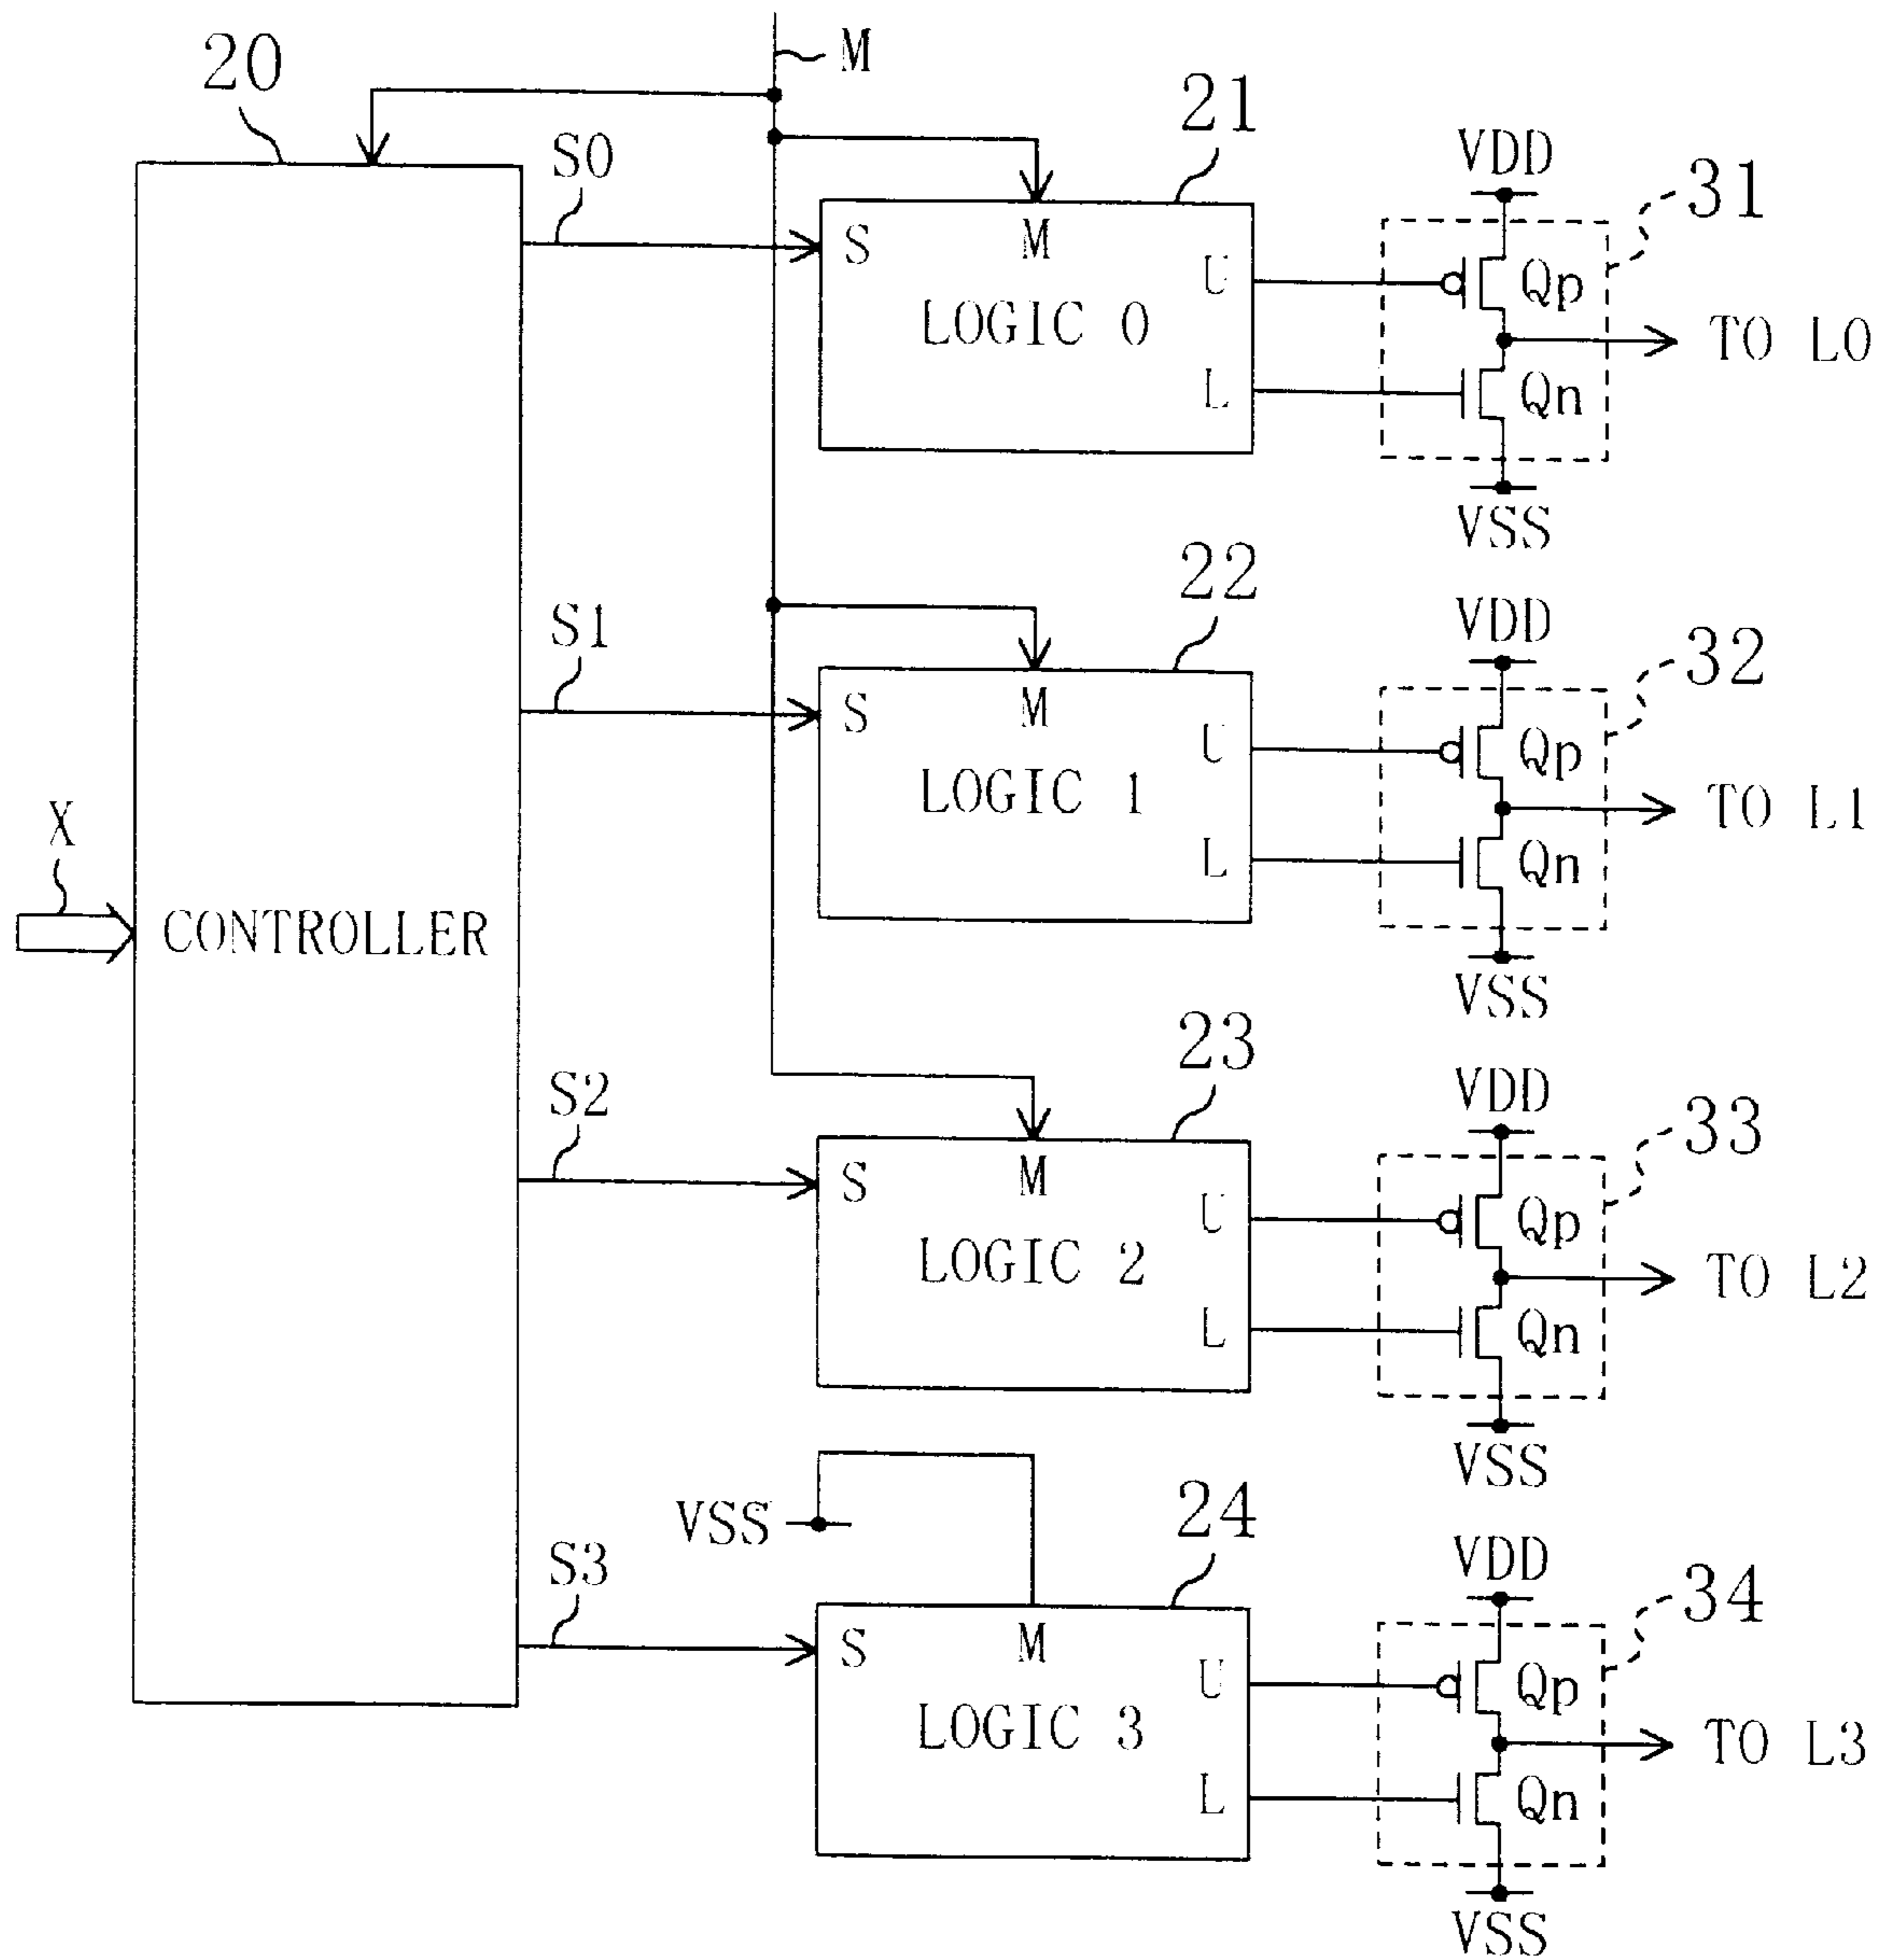 M
20
21
S0
VDD
31
S
M
U
Qp
LOGIC 0
TO L0
L
Qn
VSS
22
S1
VDD
32
S
M
U
Qp
LOGIC 1
TO L1
X
L
Qn
CONTROLLER
VSS
23
S2
VDD
33
S
M
U
Qp
LOGIC 2
TO L2
L
Qn
VSS
VSS
24
S3
VDD
34
S
M
U
Qp
LOGIC 3
TO L3
L
Qn
VSS